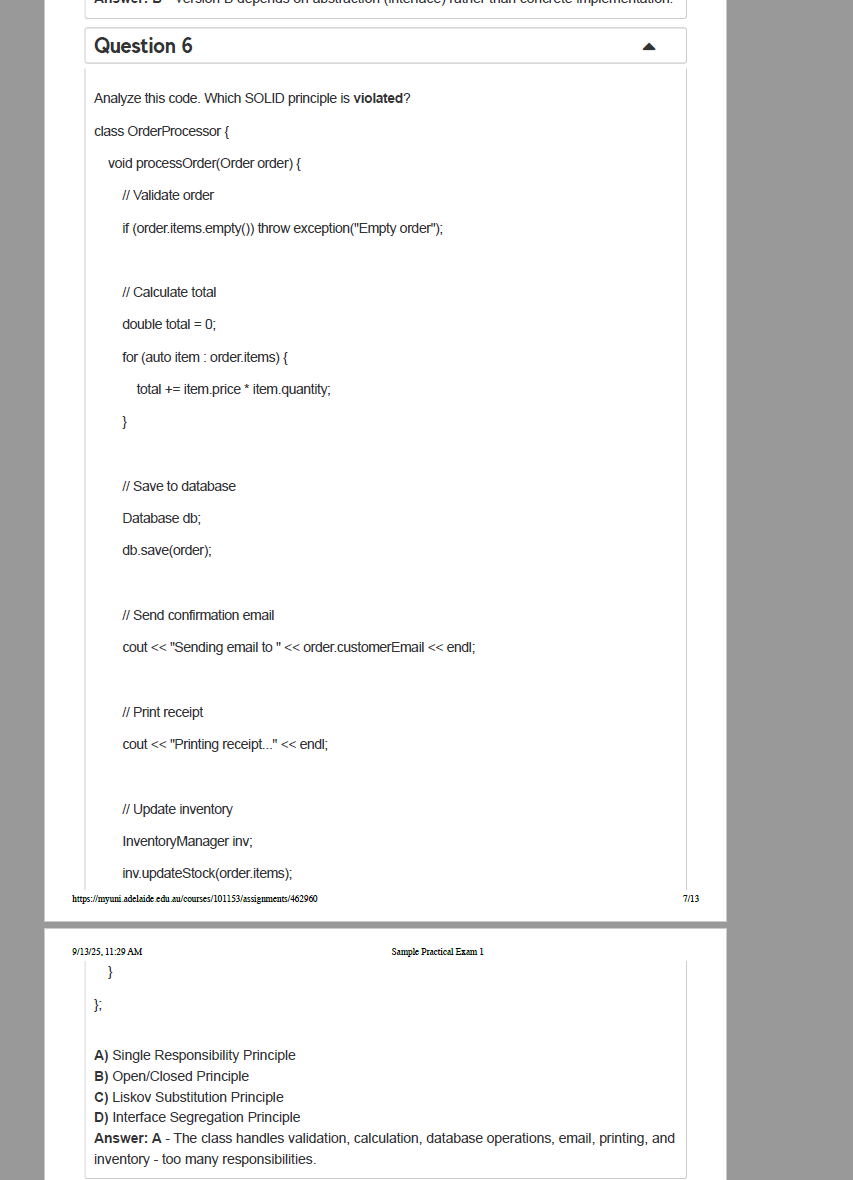 Answer: B - Version B depends on abstraction (interface) rather than concrete implementation.
Question 6
Analyze this code. Which SOLID principle is violated?
class OrderProcessor {
void processOrder(Order order) {
// Validate order
if (order.items.empty()) throw exception("Empty order");
// Calculate total
double total = 0;
for (auto item : order.items) {
total += item.price * item.quantity;
}
// Save to database
Database db;
db.save(order);
// Send confirmation email
cout << "Sending email to " << order.customerEmail << endl;
// Print receipt
cout << "Printing receipt..." << endl;
// Update inventory
InventoryManager inv;
inv.updateStock(order.items);
https://myuni.adelaide.edu.au/courses/101153/assignments/462960 7/13
9/13/25, 11:29 AM Sample Practical Exam 1
}
};
A) Single Responsibility Principle
B) Open/Closed Principle
C) Liskov Substitution Principle
D) Interface Segregation Principle
Answer: A - The class handles validation, calculation, database operations, email, printing, and
inventory - too many responsibilities.